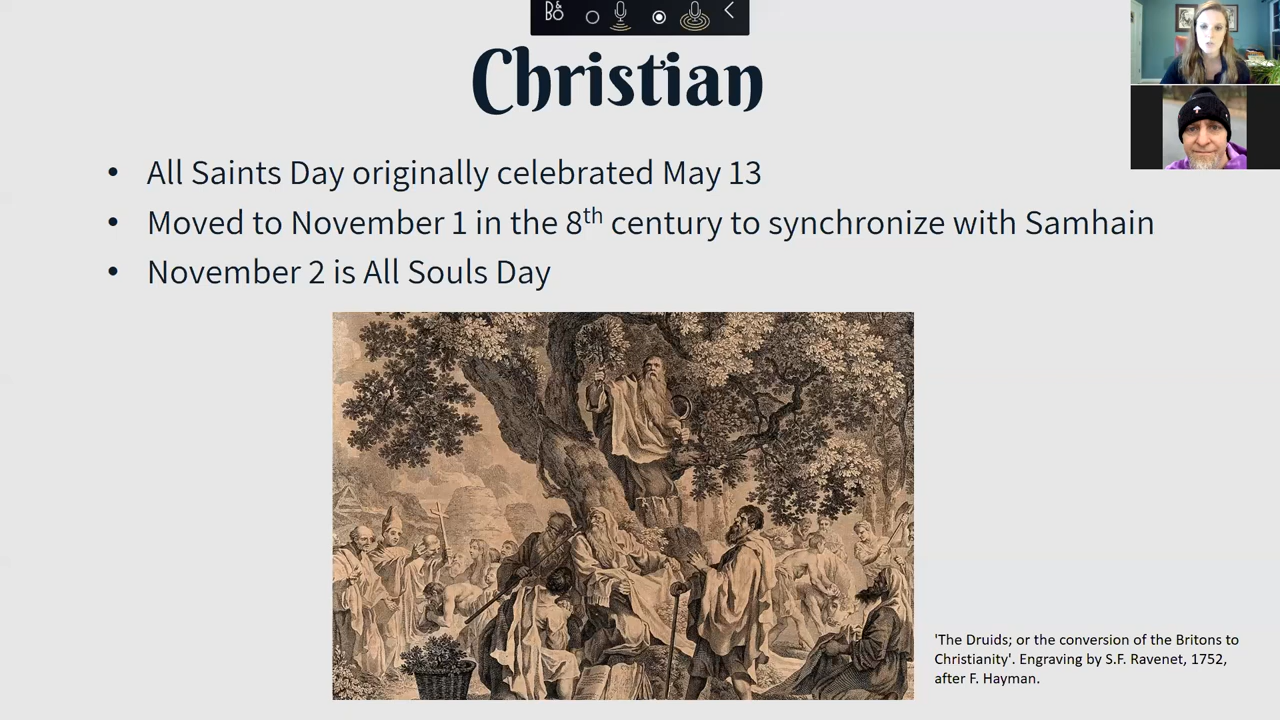 B&O
Christian
• All Saints Day originally celebrated May 13
• Moved to November 1 in the 8th century to synchronize with Samhain
• November 2 is All Souls Day
'The Druids; or the conversion of the Britons to
Christianity'. Engraving by S.F. Ravenet, 1752,
after F. Hayman.